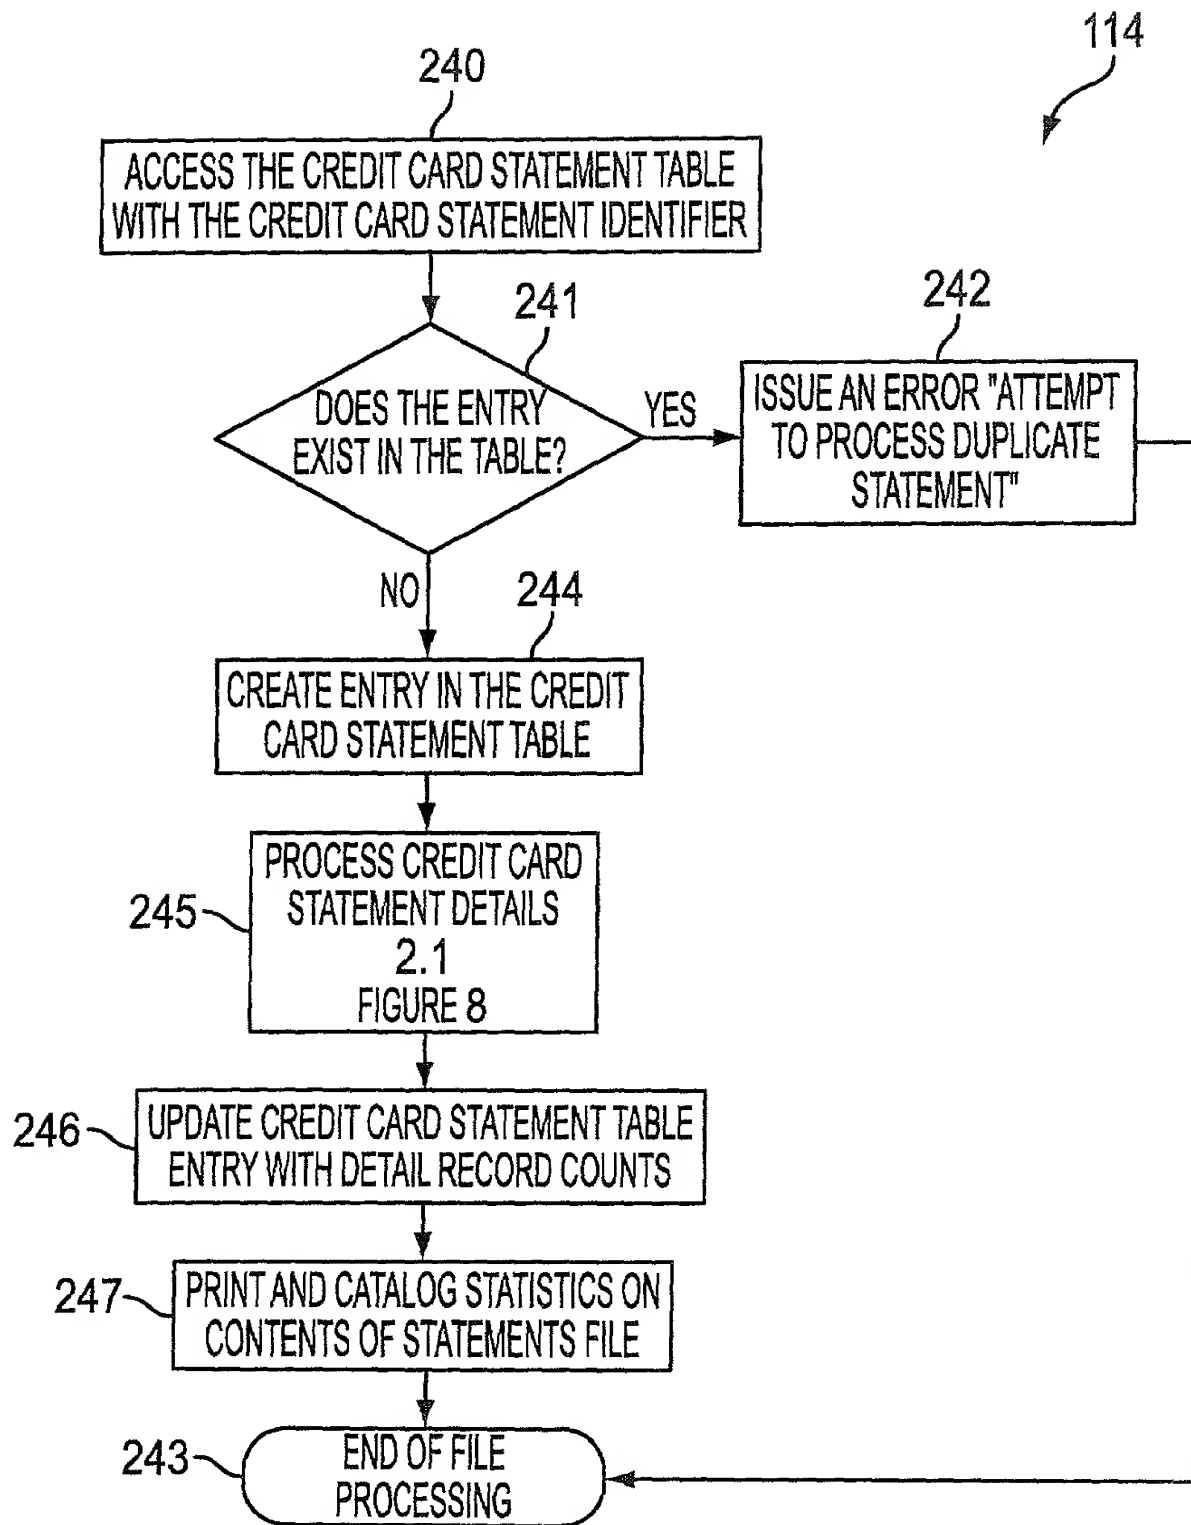 114
240
ACCESS THE CREDIT CARD STATEMENT TABLE
WITH THE CREDIT CARD STATEMENT IDENTIFIER
241
DOES THE ENTRY
EXIST IN THE TABLE?
YES
242
ISSUE AN ERROR "ATTEMPT
TO PROCESS DUPLICATE
STATEMENT"
NO
244
CREATE ENTRY IN THE CREDIT
CARD STATEMENT TABLE
245
PROCESS CREDIT CARD
STATEMENT DETAILS
2.1
FIGURE 8
246
UPDATE CREDIT CARD STATEMENT TABLE
ENTRY WITH DETAIL RECORD COUNTS
247
PRINT AND CATALOG STATISTICS ON
CONTENTS OF STATEMENTS FILE
243
END OF FILE
PROCESSING